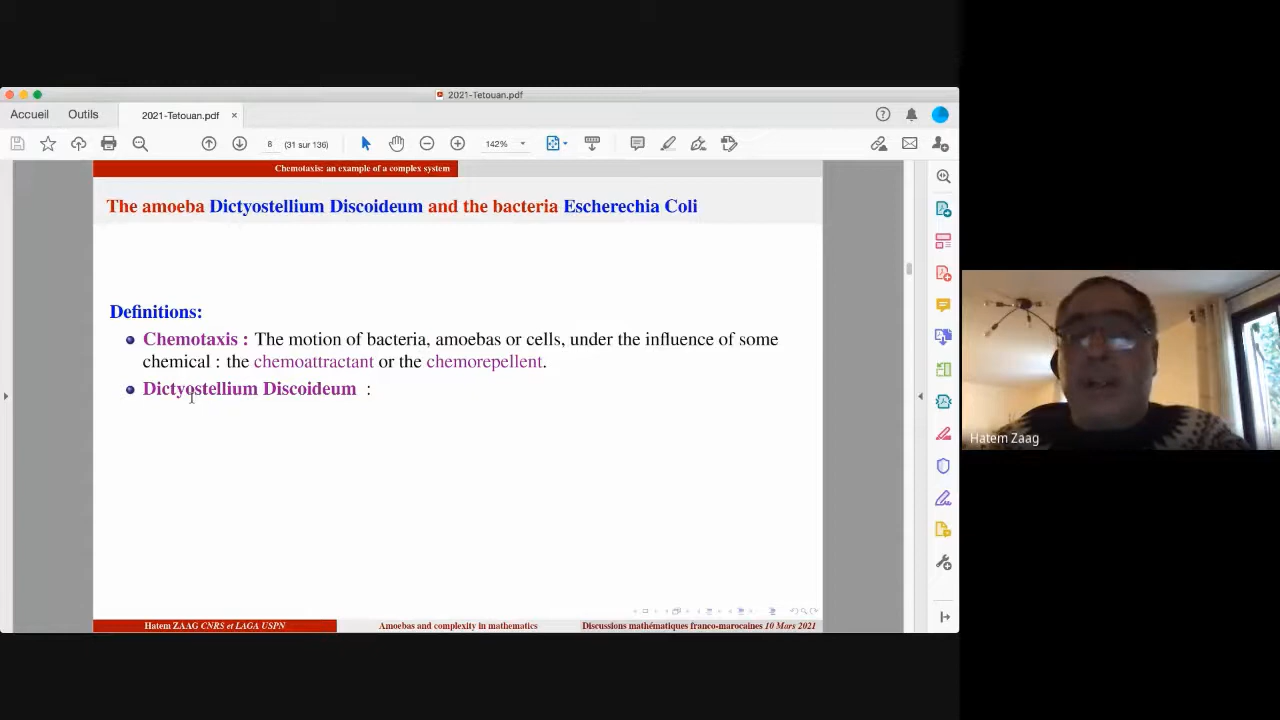 2021-Tetouan.pdf
Accueil
Outils
2021-Tetouan.pdf
8
(31 sur 136)
142%
Chemotaxis: an example of a complex system
The amoeba Dictyostellium Discoideum and the bacteria Escherechia Coli
Definitions:
Chemotaxis : The motion of bacteria, amoebas or cells, under the influence of some
chemical : the chemoattractant or the chemorepellent.
Dictyostellium Discoideum :
Hatem ZAAG CNRS et LAGA USPN
Amoebas and complexity in mathematics
Discussions mathématiques franco-marocaines 10 Mars 2021
Hatem Zaag